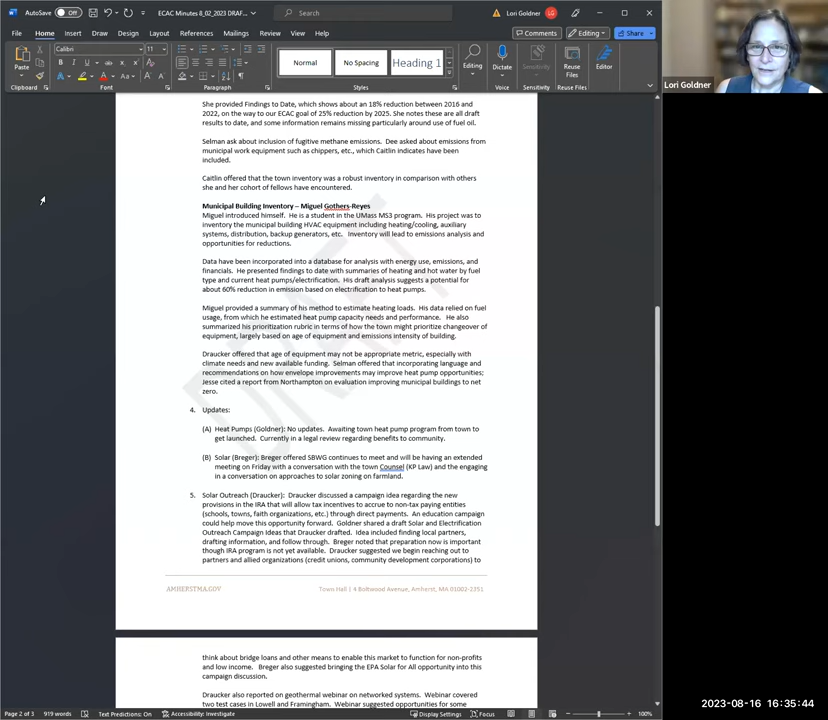 AutoSave Off ECAC Minutes 8_02_2023 DRAF... Search Lori Goldner
File Home Insert Draw Design Layout References Mailings Review View Help Comments Editing Share
Paste Calibri 11 Normal No Spacing Heading 1 Editing Dictate Sensitivity Reuse Files Editor
Clipboard Font Paragraph Styles Voice Sensitivity Reuse Files
Lori Goldner
She provided Findings to Date, which shows about an 18% reduction between 2016 and
2022, on the way to our ECAC goal of 25% reduction by 2025. She notes these are all draft
results to date, and some information remains missing particularly around use of fuel oil.
Selman ask about inclusion of fugitive methane emissions. Dee asked about emissions from
municipal work equipment such as chippers, etc., which Caitlin indicates have been
included.
Caitlin offered that the town inventory was a robust inventory in comparison with others
she and her cohort of fellows have encountered.
Municipal Building Inventory – Miguel Gothers-Reyes
Miguel introduced himself. He is a student in the UMass MS3 program. His project was to
inventory the municipal building HVAC equipment including heating/cooling, auxiliary
systems, distribution, backup generators, etc. Inventory will lead to emissions analysis and
opportunities for reductions.
Data have been incorporated into a database for analysis with energy use, emissions, and
financials. He presented findings to date with summaries of heating and hot water by fuel
type and current heat pumps/electrification. His draft analysis suggests a potential for
about 60% reduction in emission based on electrification to heat pumps.
Miguel provided a summary of his method to estimate heating loads. His data relied on fuel
usage, from which he estimated heat pump capacity needs and performance. He also
summarized his prioritization rubric in terms of how the town might prioritize changeover of
equipment, largely based on age of equipment and emissions intensity of building.
Draucker offered that age of equipment may not be appropriate metric, especially with
climate needs and new available funding. Selman offered that incorporating language and
recommendations on how envelope improvements may improve heat pump opportunities;
Jesse cited a report from Northampton on evaluation improving municipal buildings to net
zero.
4. Updates:
(A) Heat Pumps (Goldner): No updates. Awaiting town heat pump program from town to
get launched. Currently in a legal review regarding benefits to community.
(B) Solar (Breger): Breger offered SBWG continues to meet and will be having an extended
meeting on Friday with a conversation with the town Counsel (KP Law) and the engaging
in a conversation on approaches to solar zoning on farmland.
5. Solar Outreach (Draucker): Draucker discussed a campaign idea regarding the new
provisions in the IRA that will allow tax incentives to accrue to non-tax paying entities
(schools, towns, faith organizations, etc.) through direct payments. An education campaign
could help move this opportunity forward. Goldner shared a draft Solar and Electrification
Outreach Campaign Ideas that Draucker drafted. Idea included finding local partners,
drafting information, and follow through. Breger noted that preparation now is important
though IRA program is not yet available. Draucker suggested we begin reaching out to
partners and allied organizations (credit unions, community development corporations) to
AMHERSTMA.GOV Town Hall | 4 Boltwood Avenue, Amherst, MA 01002-2351
think about bridge loans and other means to enable this market to function for non-profits
and low income. Breger also suggested bringing the EPA Solar for All opportunity into this
campaign discussion.
Draucker also reported on geothermal webinar on networked systems. Webinar covered
two test cases in Lowell and Framingham. Webinar suggested opportunities for some
DRAFT
Page 2 of 3 919 words Text Predictions: On Accessibility: Investigate Display Settings Focus 100%
2023-08-16 16:35:44